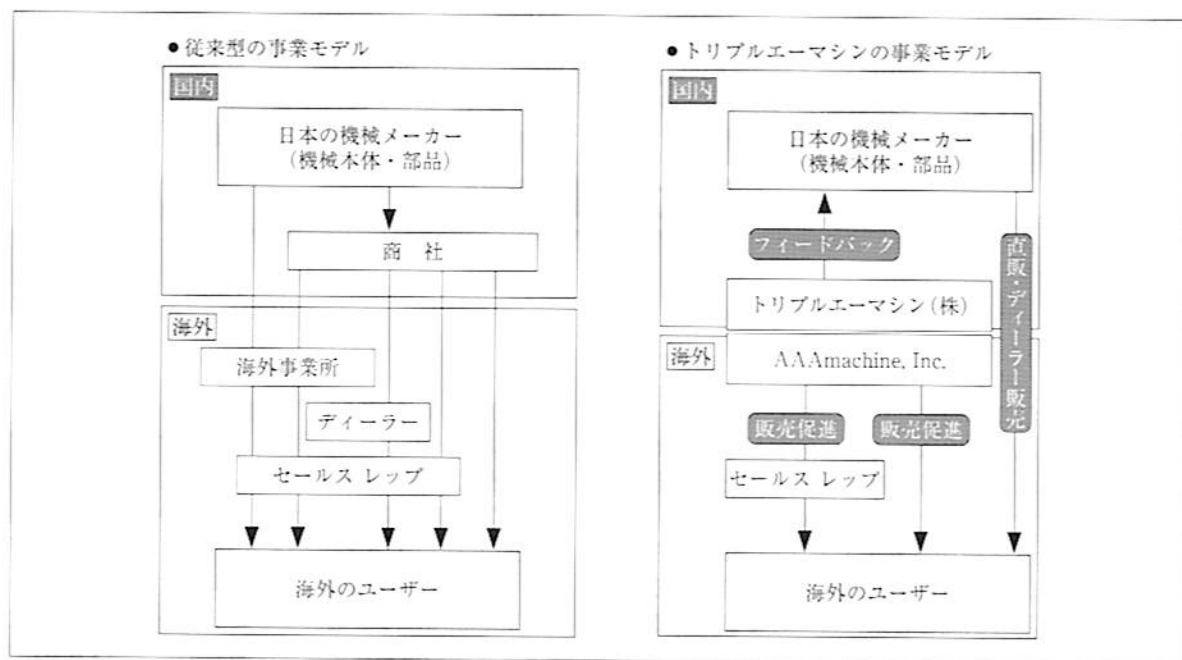 ● 従来型の事業モデル
国内
日本の機械メーカー
(機械本体・部品)
商 社
海外
海外事業所
ディーラー
セールス レップ
海外のユーザー
● トリプルエーマシンの事業モデル
国内
日本の機械メーカー
(機械本体・部品)
フィードバック
直販・ディーラー販売
トリプルエーマシン(株)
海外
AAAmachine, Inc.
販売促進
販売促進
セールス レップ
海外のユーザー